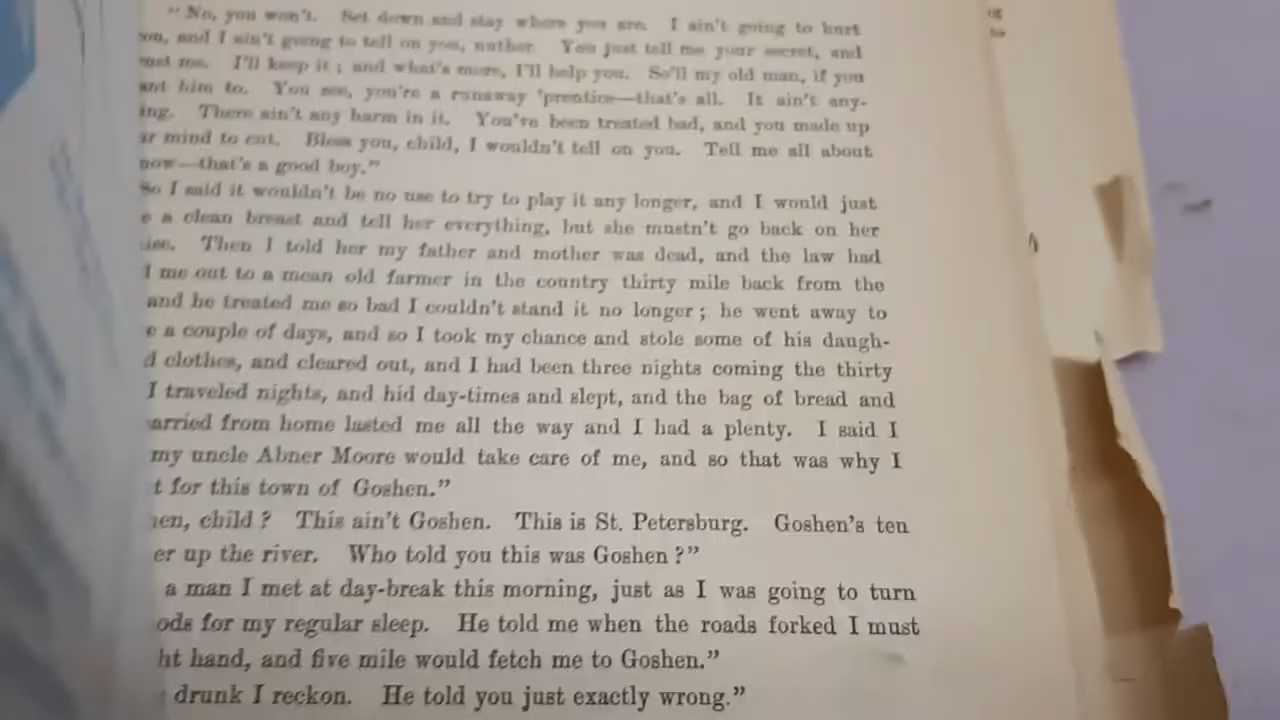 "No, you won't. Set down and stay where you are. I ain't going to hurt
you, and I ain't going to tell on you, nuther. You just tell me your secret, and
me. I'll keep it; and what's more, I'll help you. So'll my old man, if you
him to. You see, you're a runaway 'prentice—that's all. It ain't any-
ing. There ain't any harm in it. You've been treated bad, and you made up
mind to cut. Bless you, child, I wouldn't tell on you. Tell me all about
now—that's a good boy."
So I said it wouldn't be no use to try to play it any longer, and I would just
e a clean breast and tell her everything, but she mustn't go back on her
Then I told her my father and mother was dead, and the law had
me out to a mean old farmer in the country thirty mile back from the
and he treated me so bad I couldn't stand it no longer; he went away to
e a couple of days, and so I took my chance and stole some of his daugh-
d clothes, and cleared out, and I had been three nights coming the thirty
I traveled nights, and hid day-times and slept, and the bag of bread and
arried from home lasted me all the way and I had a plenty. I said I
my uncle Abner Moore would take care of me, and so that was why I
t for this town of Goshen."
en, child? This ain't Goshen. This is St. Petersburg. Goshen's ten
er up the river. Who told you this was Goshen?"
a man I met at day-break this morning, just as I was going to turn
ods for my regular sleep. He told me when the roads forked I must
ht hand, and five mile would fetch me to Goshen."
drunk I reckon. He told you just exactly wrong."